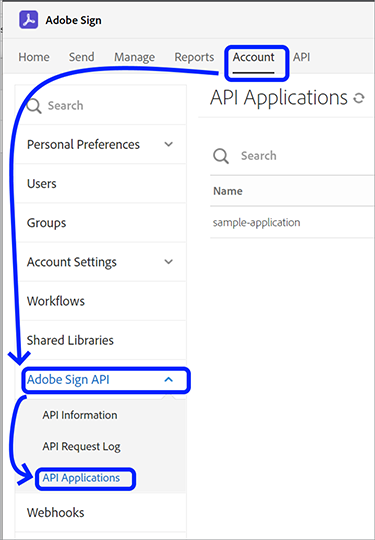 Adobe Sign
Home Send Manage Reports Account API
Search
Personal Preferences
Users
Groups
Account Settings
Workflows
Shared Libraries
Adobe Sign API
API Information
API Request Log
API Applications
Webhooks
API Applications
Search
Name
sample-application